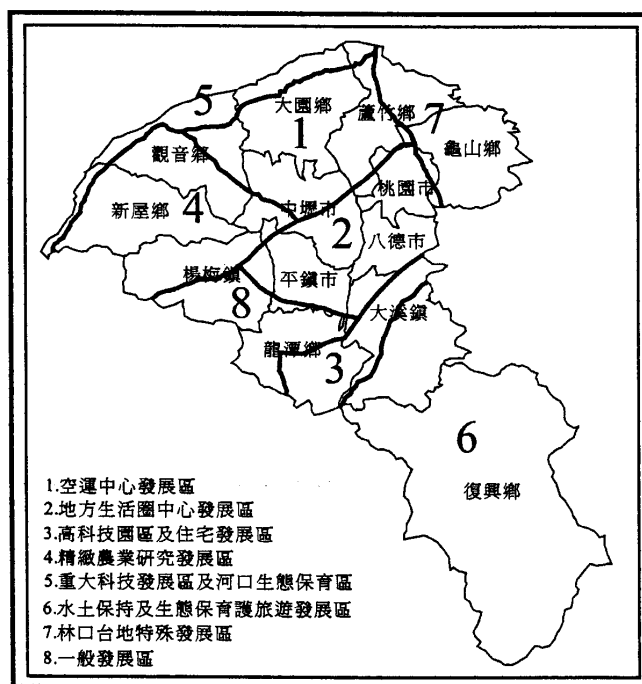 5
大園鄉
蘆竹鄉
1
7
觀音鄉
龜山鄉
桃園市
新屋鄉
4
中壢市
2
八德市
楊梅鎮
平鎮市
8
大溪鎮
龍潭鄉
3
6
復興鄉
1.空運中心發展區
2.地方生活圈中心發展區
3.高科技園區及住宅發展區
4.精緻農業研究發展區
5.重大科技發展區及河口生態保育區
6.水土保持及生態保育護旅遊發展區
7.林口台地特殊發展區
8.一般發展區